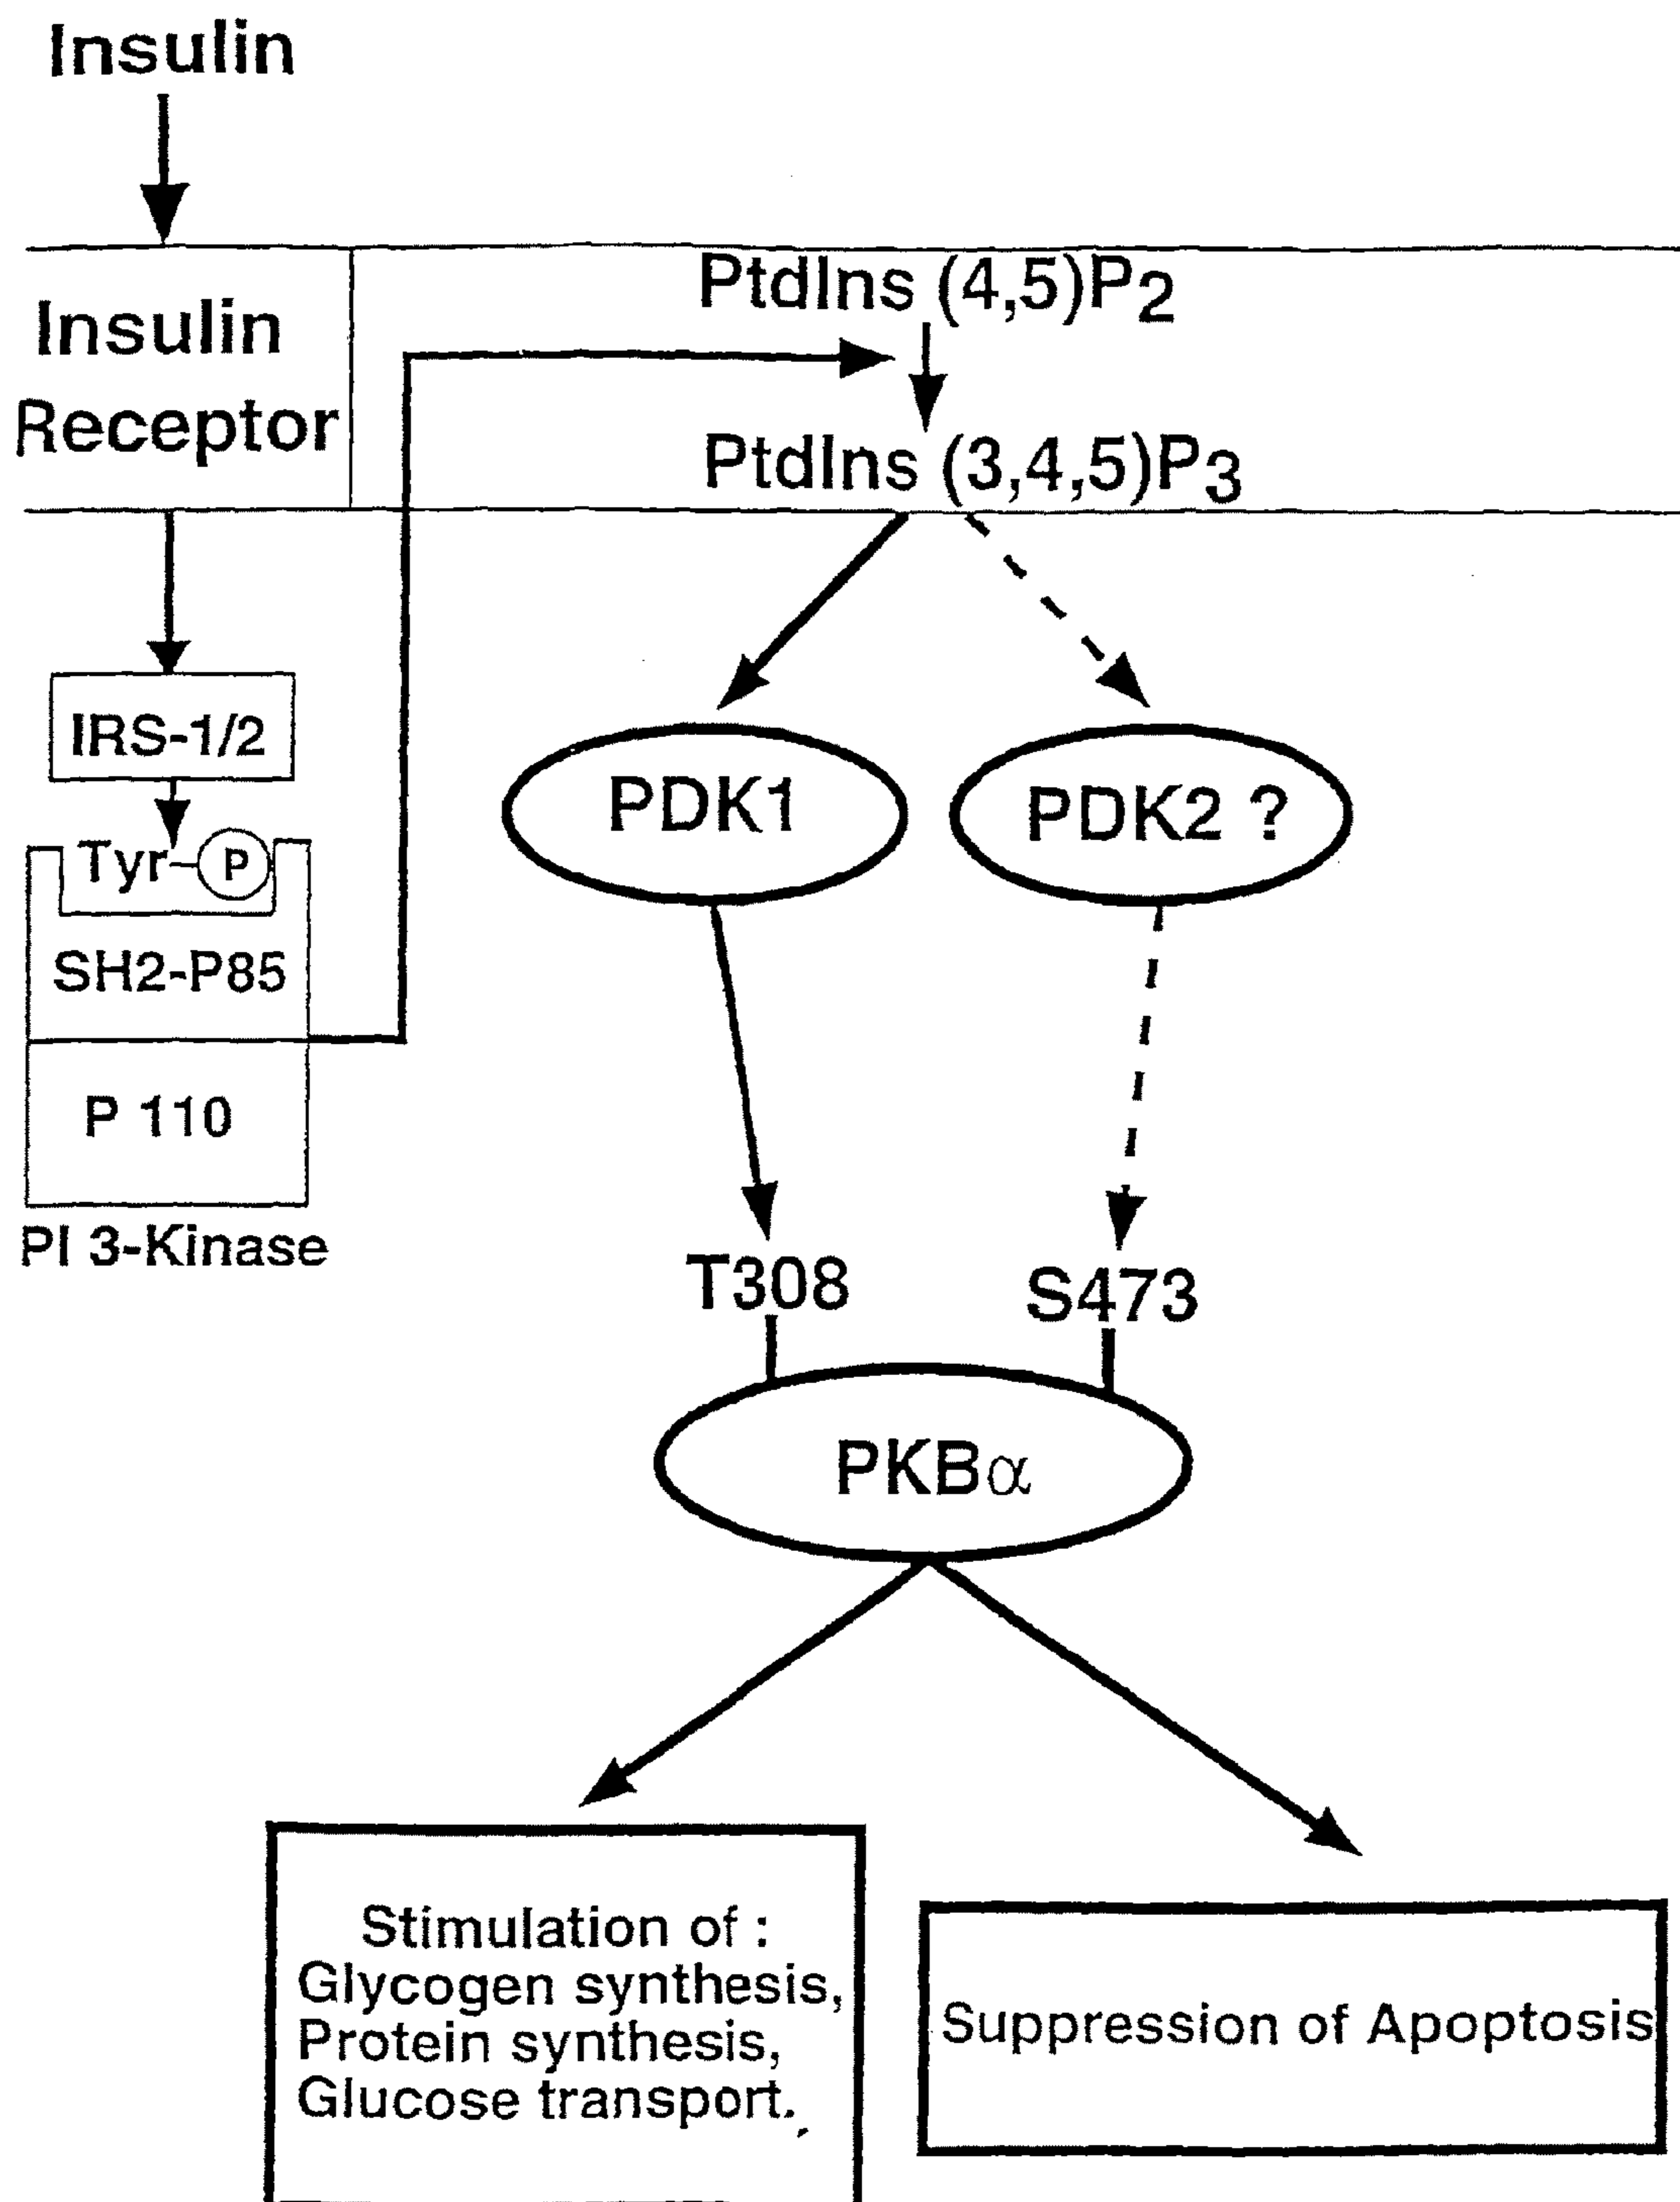 Insulin
Insulin
Receptor
PtdIns (4,5)P2
PtdIns (3,4,5)P3
IRS-1/2
Tyr P
SH2-P85
P 110
PI 3-Kinase
PDK1
PDK2 ?
T308
S473
PKBα
Stimulation of :
Glycogen synthesis,
Protein synthesis,
Glucose transport.
Suppression of Apoptosis